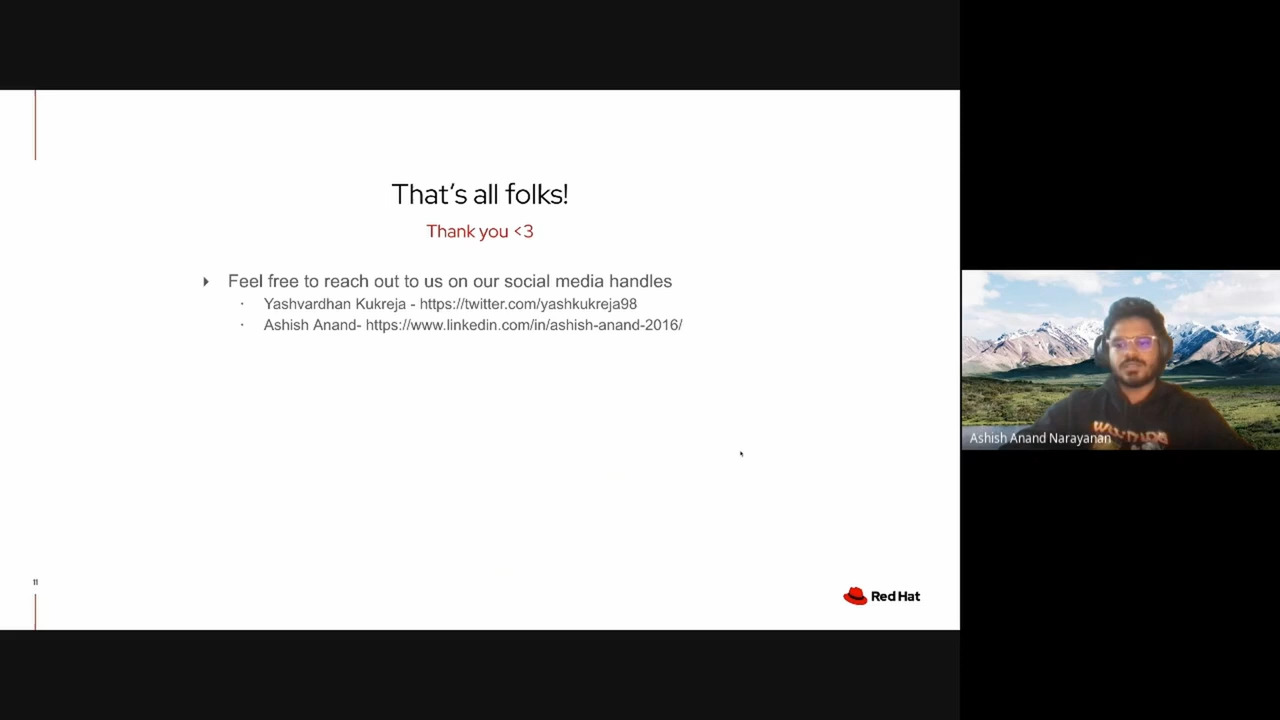 That's all folks!
Thank you <3
Feel free to reach out to us on our social media handles
Yashvardhan Kukreja - https://twitter.com/yashkukreja98
Ashish Anand- https://www.linkedin.com/in/ashish-anand-2016/
Ashish Anand Narayanan
11
Red Hat